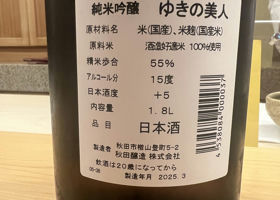 純米吟醸 ゆきの美人
原材料名 米(国産)、米麹(国産米)
原料米 酒造好適米 100%使用
精米歩合 55%
アルコール分 15度
日本酒度 +5
内容量 1.8L
品目 日本酒
製造者 秋田市楢山登町5-2
秋田醸造 株式会社
飲酒は20歳になってから
製造年月 2025.3
4538084000037